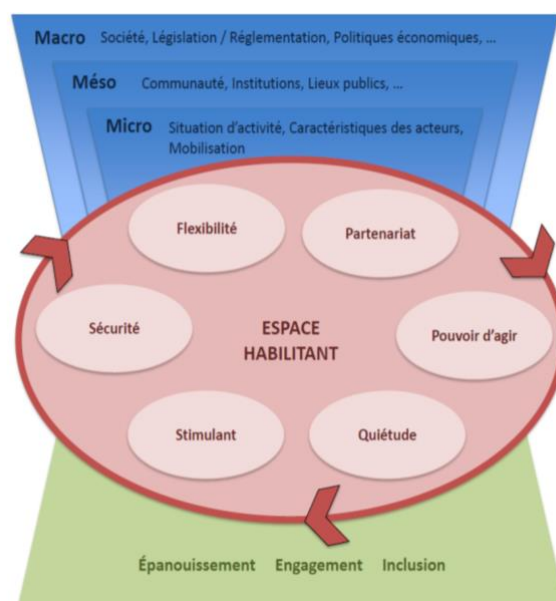 Macro Société, Législation / Réglementation, Politiques économiques, ...
Méso Communauté, Institutions, Lieux publics, ...
Micro Situation d'activité, Caractéristiques des acteurs,
Mobilisation
Flexibilité
Partenariat
Sécurité
ESPACE
HABILITANT
Pouvoir d'agir
Stimulant
Quiétude
Épanouissement Engagement Inclusion